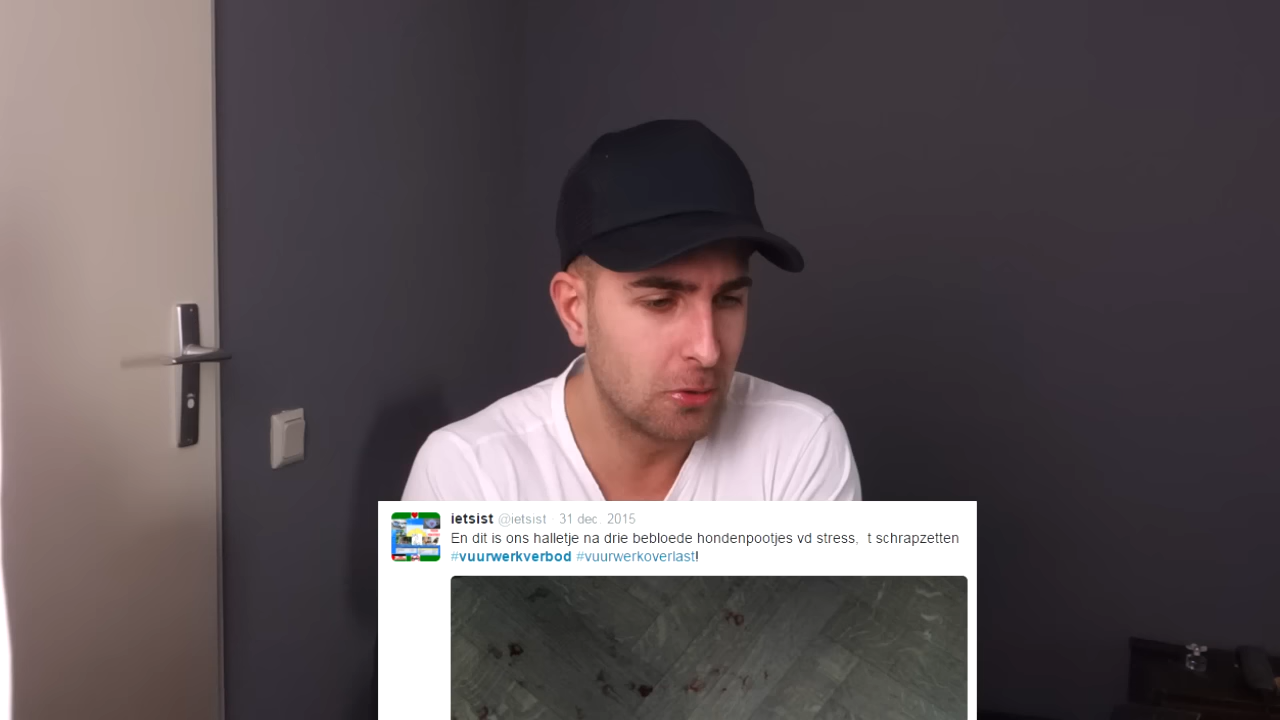 ietsist @ietsist · 31 dec. 2015
En dit is ons halletje na drie bebloede hondenpootjes vd stress, t schrapzetten
#vuurwerkverbod #vuurwerkoverlast!